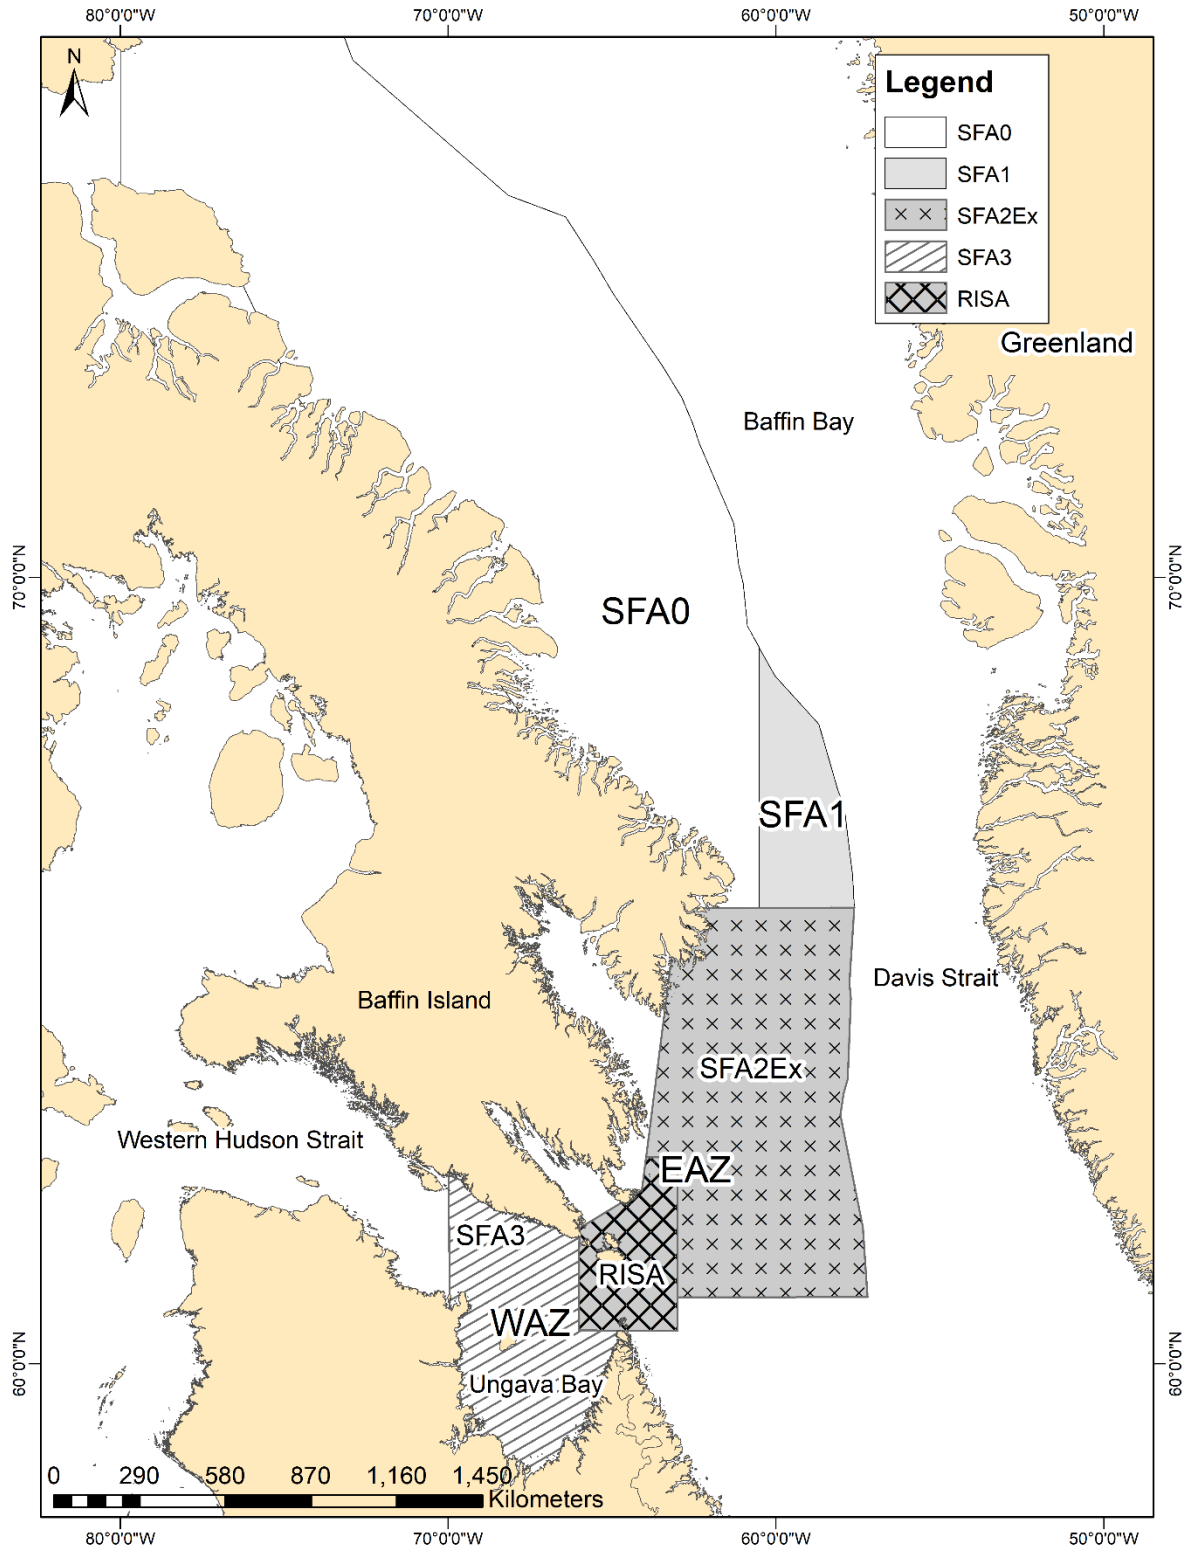 80°0'0"W 70°0'0"W 60°0'0"W 50°0'0"W
N
Legend
SFA0
SFA1
SFA2Ex
SFA3
RISA
Greenland
Baffin Bay
70°0'0"N 70°0'0"N
SFA0
SFA1
Davis Strait
Baffin Island
SFA2Ex
Western Hudson Strait
EAZ
SFA3
RISA
WAZ
60°0'0"N 60°0'0"N
Ungava Bay
0 290 580 870 1,160 1,450
Kilometers
80°0'0"W 70°0'0"W 60°0'0"W 50°0'0"W